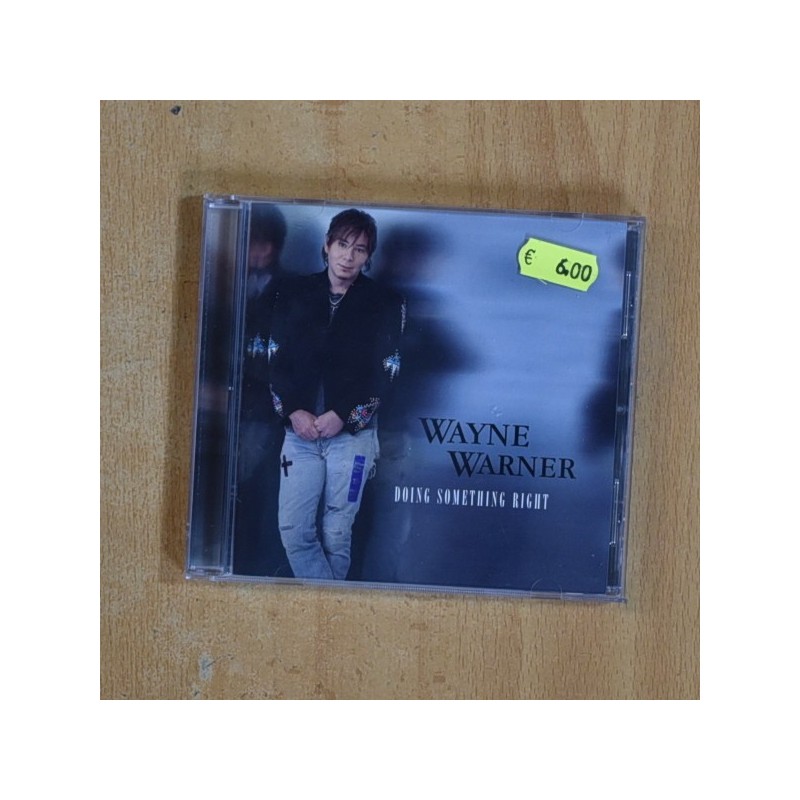 € 6.00
WAYNE
WARNER
DOING SOMETHING RIGHT